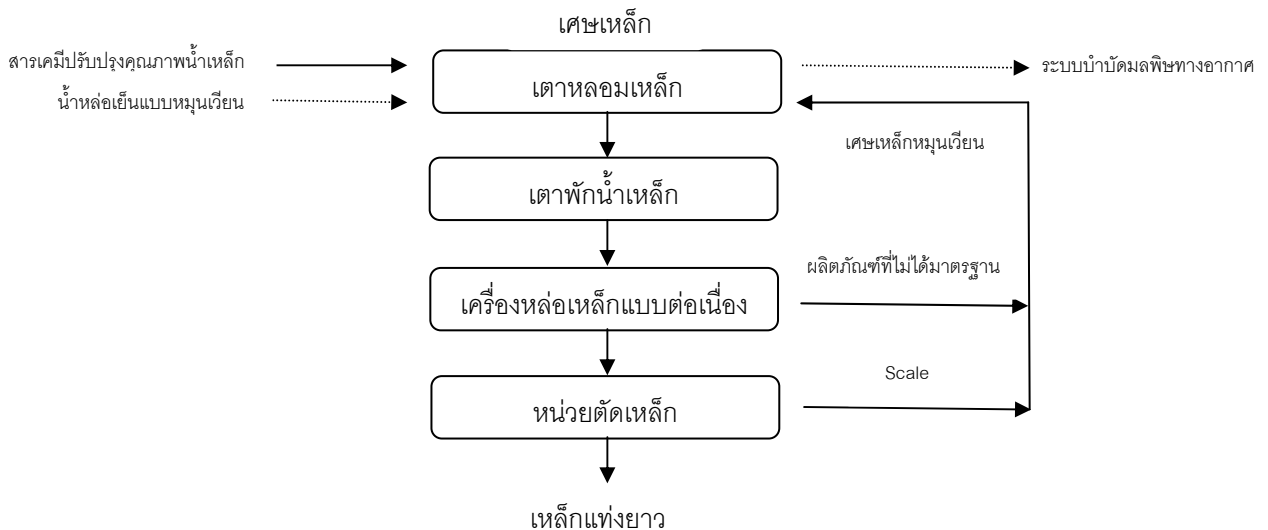 เศษเหล็ก
สารเคมีปรับปรุงคุณภาพน้ำเหล็ก
ระบบบำบัดมลพิษทางอากาศ
เตาหลอมเหล็ก
น้ำหล่อเย็นแบบหมุนเวียน
เศษเหล็กหมุนเวียน
เตาพักน้ำเหล็ก
ผลิตภัณฑ์ที่ไม่ได้มาตรฐาน
เครื่องหล่อเหล็กแบบต่อเนื่อง
Scale
หน่วยตัดเหล็ก
เหล็กแท่งยาว